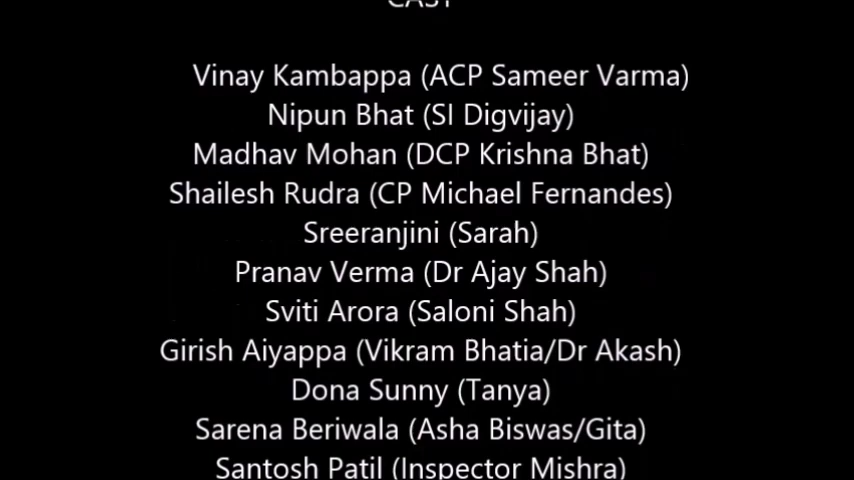 CAST
Vinay Kambappa (ACP Sameer Varma)
Nipun Bhat (SI Digvijay)
Madhav Mohan (DCP Krishna Bhat)
Shailesh Rudra (CP Michael Fernandes)
Sreeranjini (Sarah)
Pranav Verma (Dr Ajay Shah)
Sviti Arora (Saloni Shah)
Girish Aiyappa (Vikram Bhatia/Dr Akash)
Dona Sunny (Tanya)
Sarena Beriwala (Asha Biswas/Gita)
Santosh Patil (Inspector Mishra)